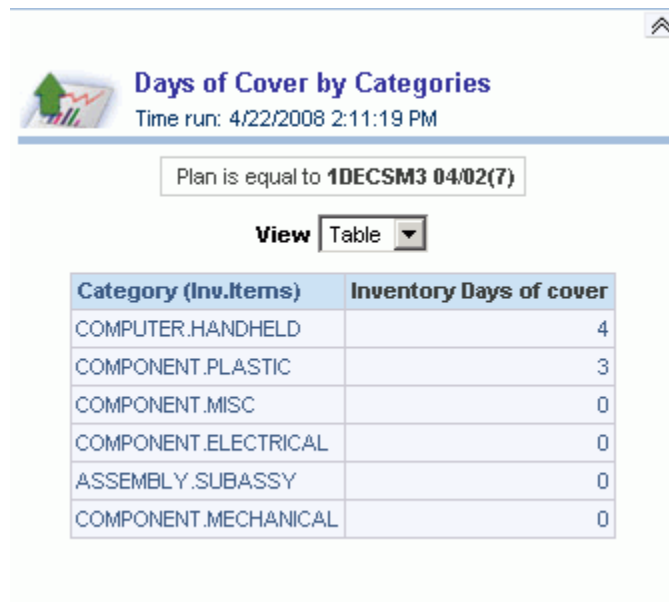 Days of Cover by Categories
Time run: 4/22/2008 2:11:19 PM
Plan is equal to 1DECSM3 04/02(7)
View Table
Category (Inv.Items) Inventory Days of cover
COMPUTER.HANDHELD 4
COMPONENT.PLASTIC 3
COMPONENT.MISC 0
COMPONENT.ELECTRICAL 0
ASSEMBLY.SUBASSY 0
COMPONENT.MECHANICAL 0